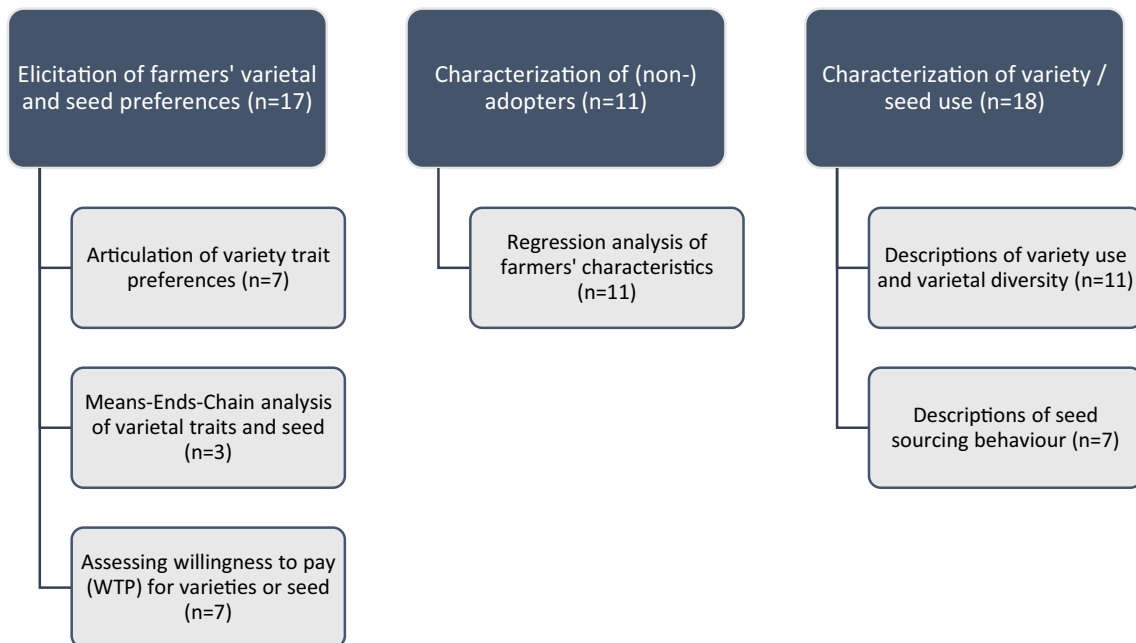 Elicitation of farmers' varietal
and seed preferences (n=17)
Articulation of variety trait
preferences (n=7)
Means-Ends-Chain analysis
of varietal traits and seed
(n=3)
Assessing willingness to pay
(WTP) for varieties or seed
(n=7)
Characterization of (non-)
adopters (n=11)
Regression analysis of
farmers' characteristics
(n=11)
Characterization of variety /
seed use (n=18)
Descriptions of variety use
and varietal diversity (n=11)
Descriptions of seed
sourcing behaviour (n=7)